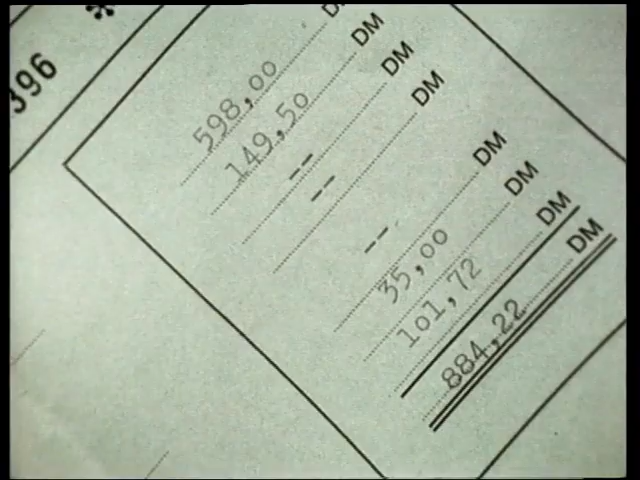 396 *
598,00 DM
149,50 DM
-- DM
-- DM
-- DM
35,00 DM
101,72 DM
884,22 DM